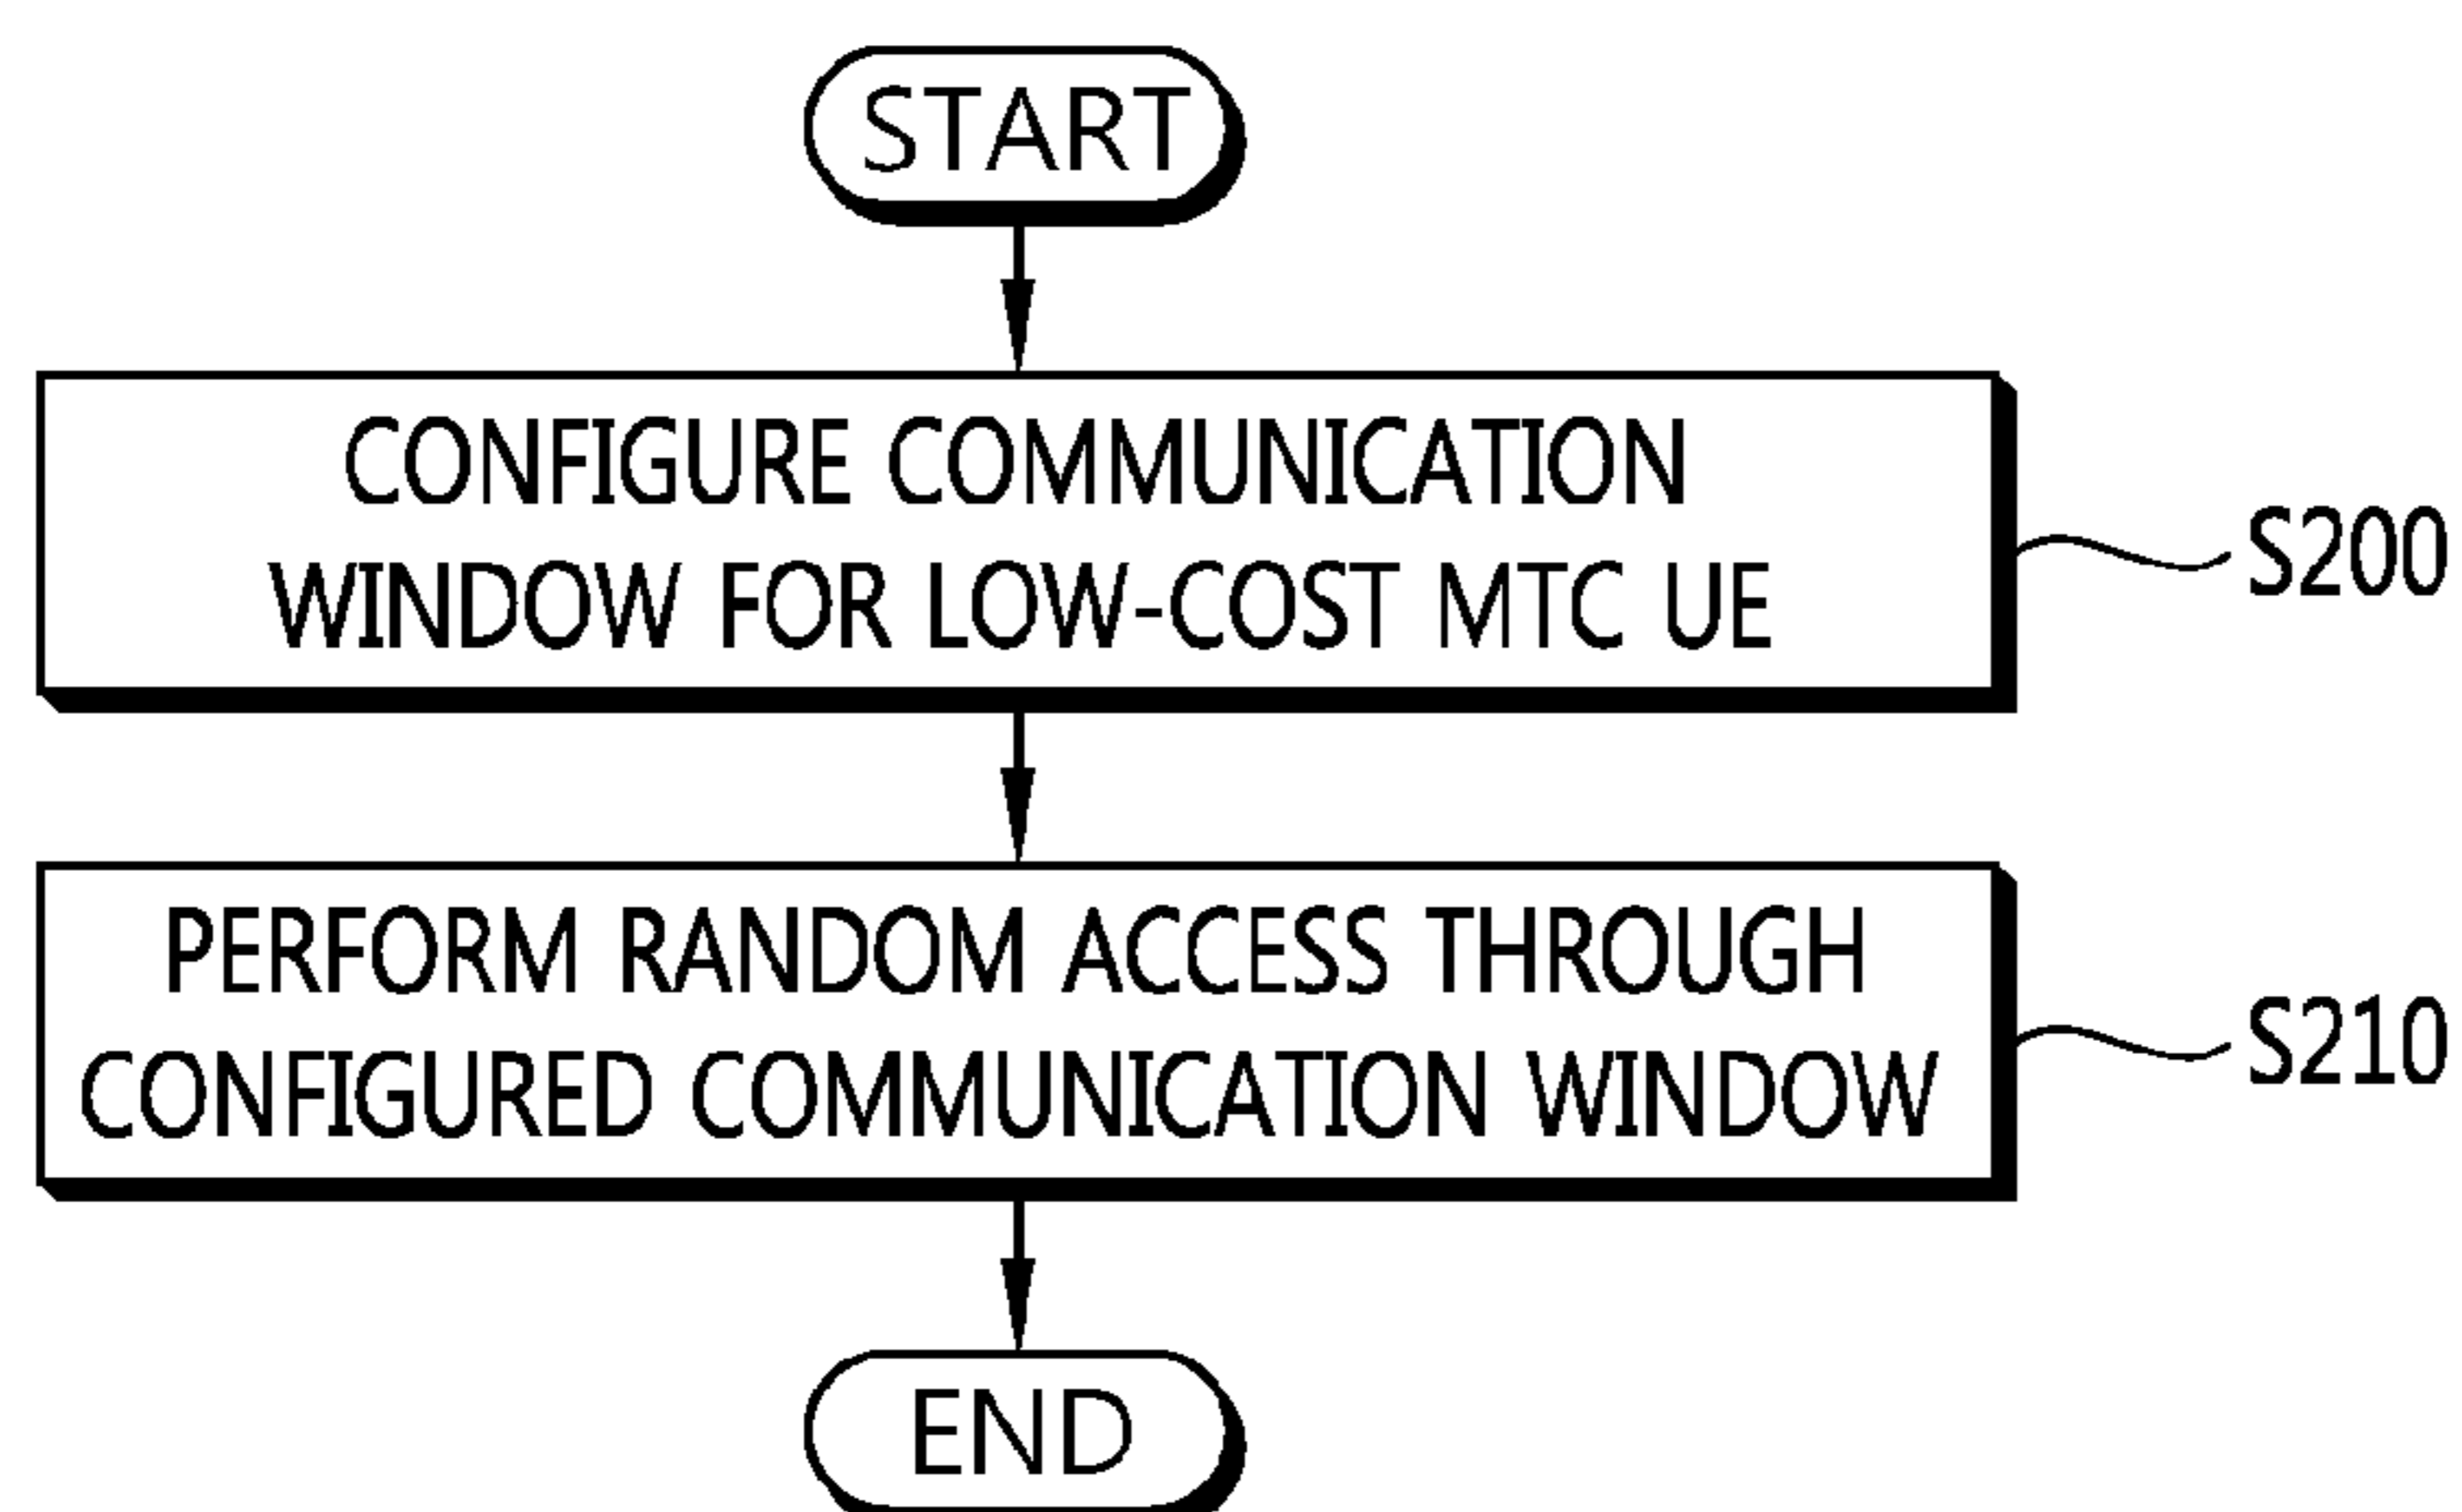 START
CONFIGURE COMMUNICATION
WINDOW FOR LOW-COST MTC UE
S200
PERFORM RANDOM ACCESS THROUGH
CONFIGURED COMMUNICATION WINDOW
S210
END